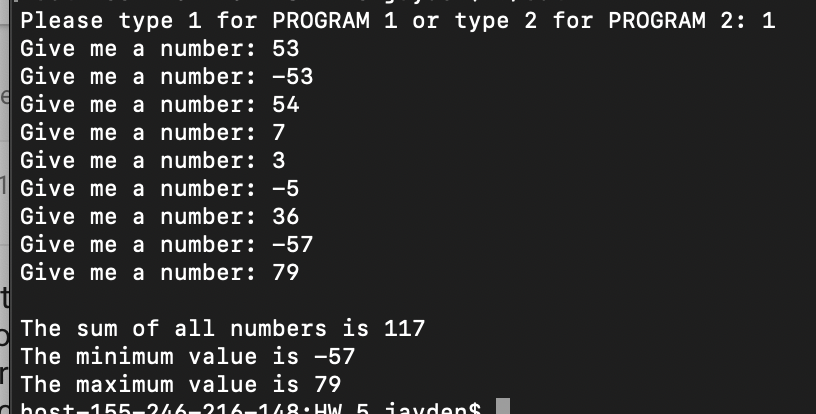 Please type 1 for PROGRAM 1 or type 2 for PROGRAM 2: 1
Give me a number: 53
Give me a number: -53
Give me a number: 54
Give me a number: 7
Give me a number: 3
Give me a number: -5
Give me a number: 36
Give me a number: -57
Give me a number: 79

The sum of all numbers is 117
The minimum value is -57
The maximum value is 79
host-155-246-216-148:HW 5 jayden$